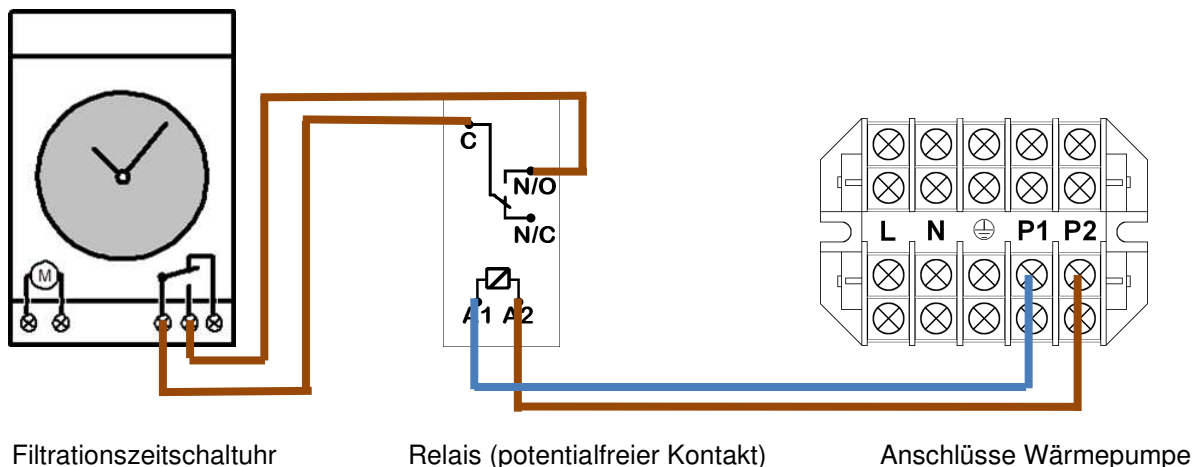 C
N/O
N/C
M
A1 A2
L N P1 P2
Filtrationszeitschaltuhr Relais (potentialfreier Kontakt) Anschlüsse Wärmepumpe